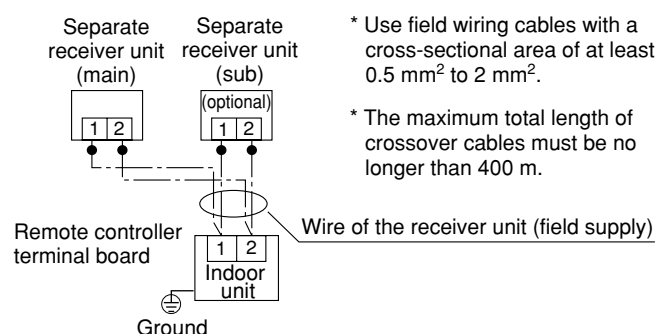 Separate
receiver unit
(main)
Separate
receiver unit
(sub)
(optional)
1 2
1 2
* Use field wiring cables with a
cross-sectional area of at least
0.5 mm² to 2 mm².
* The maximum total length of
crossover cables must be no
longer than 400 m.
Wire of the receiver unit (field supply)
Remote controller
terminal board
1 2
Indoor
unit
Ground